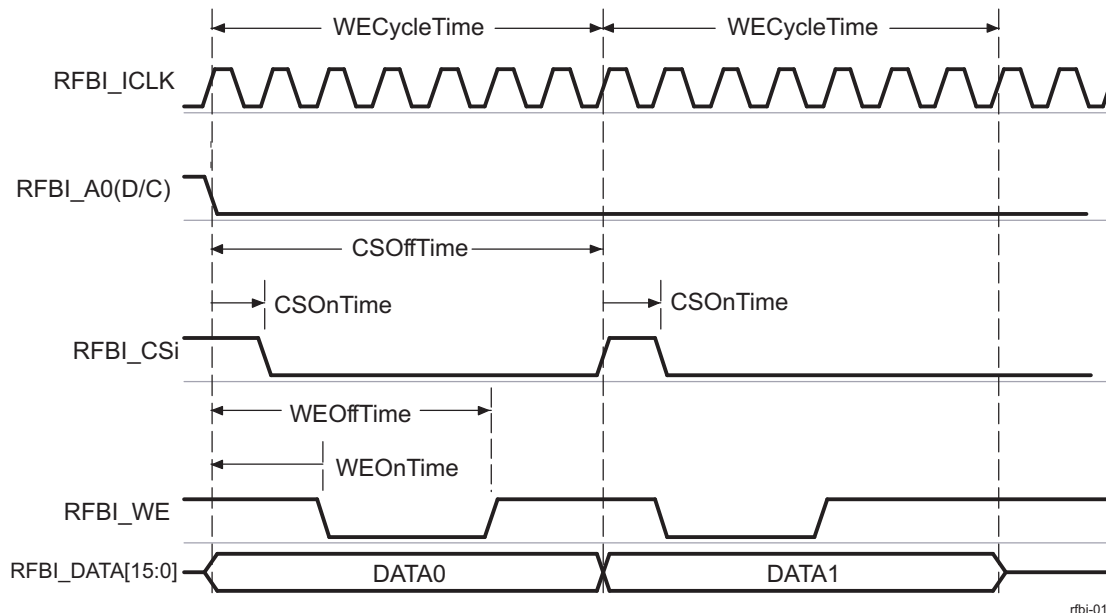 WECycleTime WECycleTime
RFBI_ICLK
RFBI_A0(D/C)
CSOffTime
CSOnTime CSOnTime
RFBI_CSi
WEOffTime
WEOnTime
RFBI_WE
RFBI_DATA[15:0] DATA0 DATA1
rfbi-01